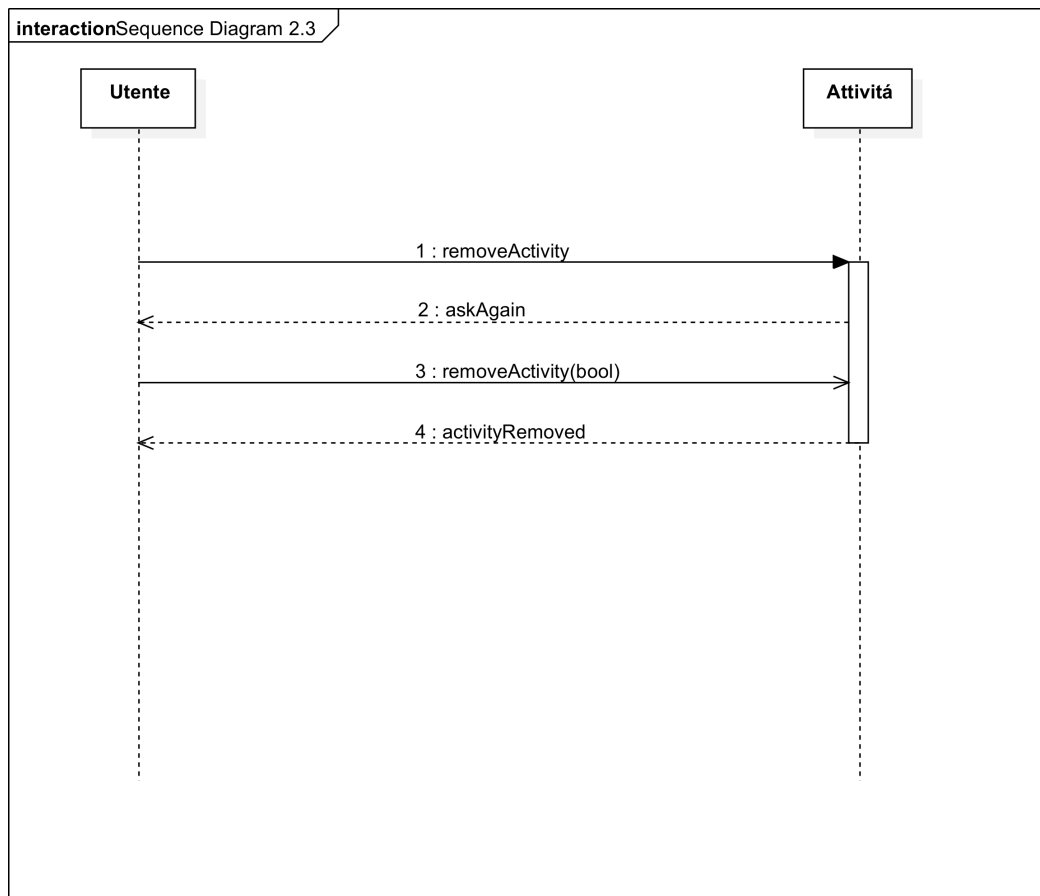 interactionSequence Diagram 2.3
Utente
Attivitá
1 : removeActivity
2 : askAgain
3 : removeActivity(bool)
4 : activityRemoved